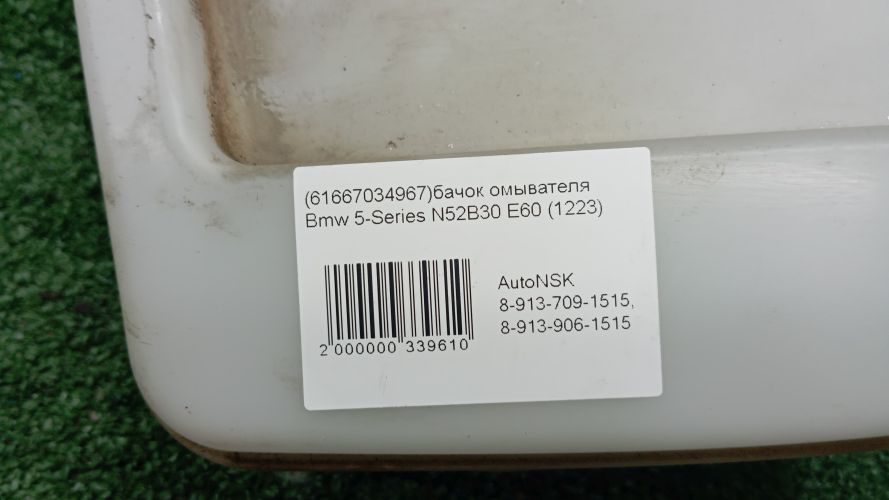 (61667034967)бачок омывателя
Bmw 5-Series N52B30 E60 (1223)
AutoNSK
8-913-709-1515,
8-913-906-1515
2 000000 339610